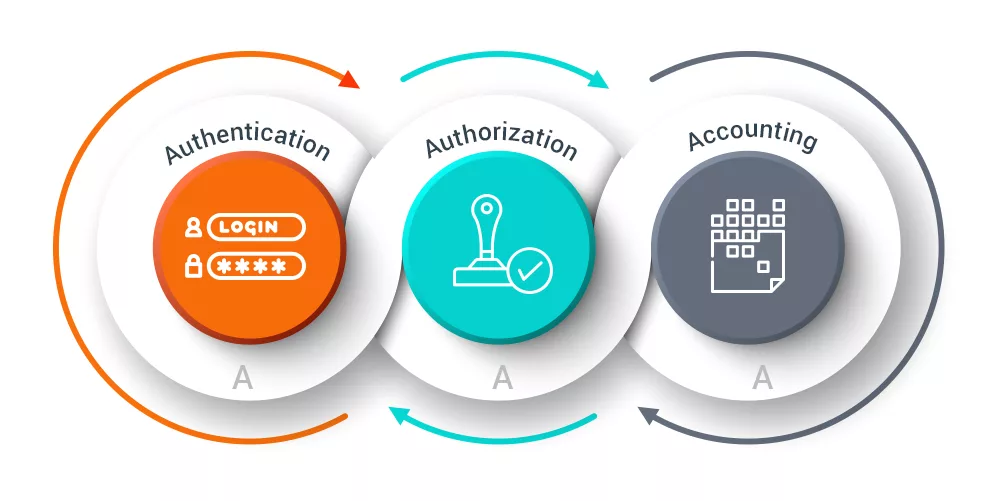 Authentication
Authorization
Accounting
LOGIN
****
A
A
A